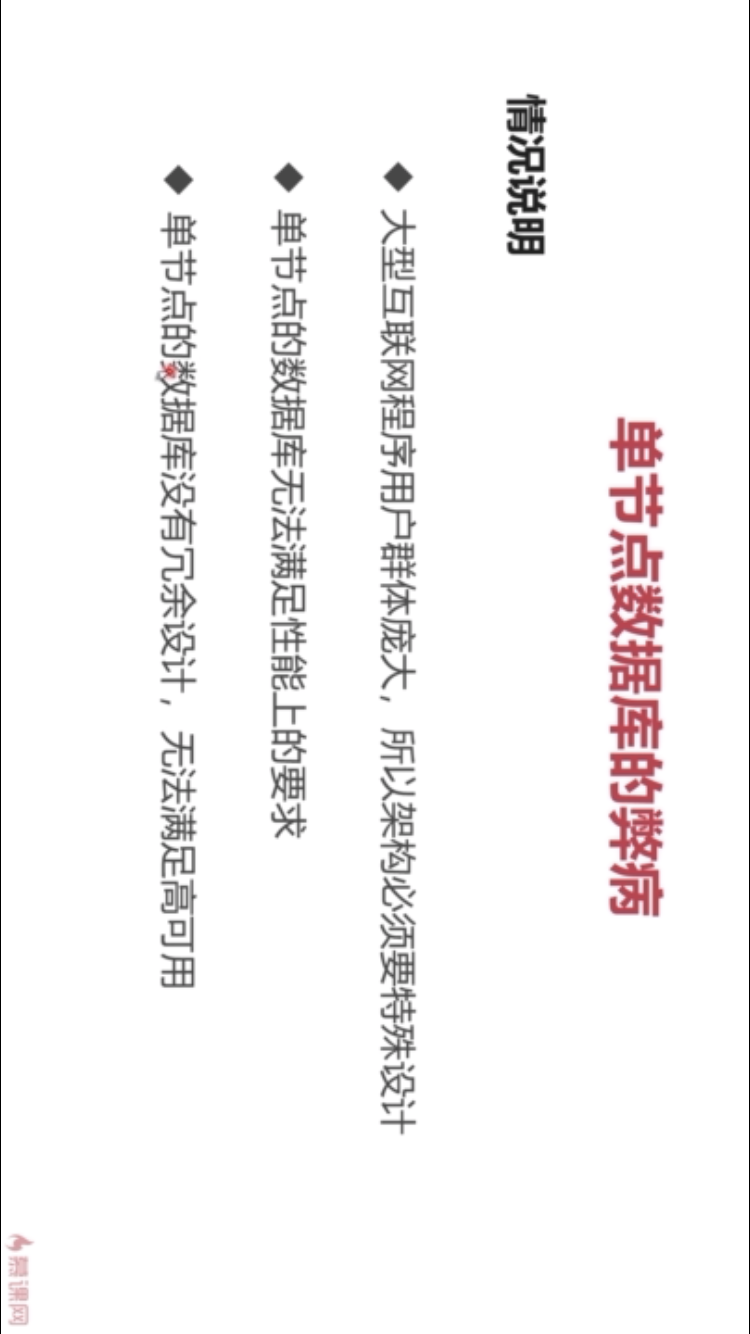 单节点数据库的弊病
情况说明
◆ 大型互联网程序用户群体庞大，所以架构必须要特殊设计
◆ 单节点的数据库无法满足性能上的要求
◆ 单节点的数据库没有冗余设计，无法满足高可用
慕课网